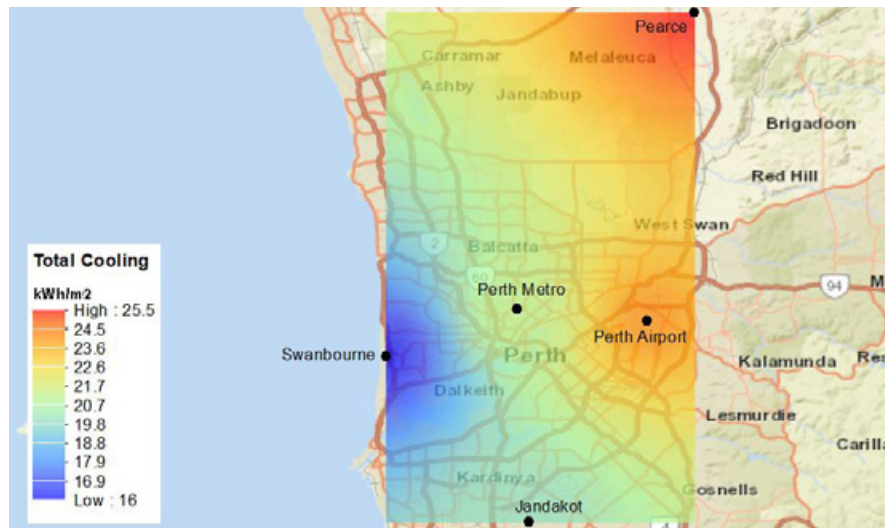 Pearce
Carramar
Melaleuca
Ashby
Jandabup
Brigadoon
Red Hill
West Swan
2
Balcatta
Total Cooling
60
94
kWh/m2
Perth Metro
High : 25.5
24.5
23.6
22.6
21.7
20.7
19.8
18.8
17.9
16.9
Low : 16
Perth Airport
Swanbourne
Perth
Kalamunda
Res
Dalkeith
Lesmurdie
Carilla
Kardinya
Gosnells
Jandakot
4
M